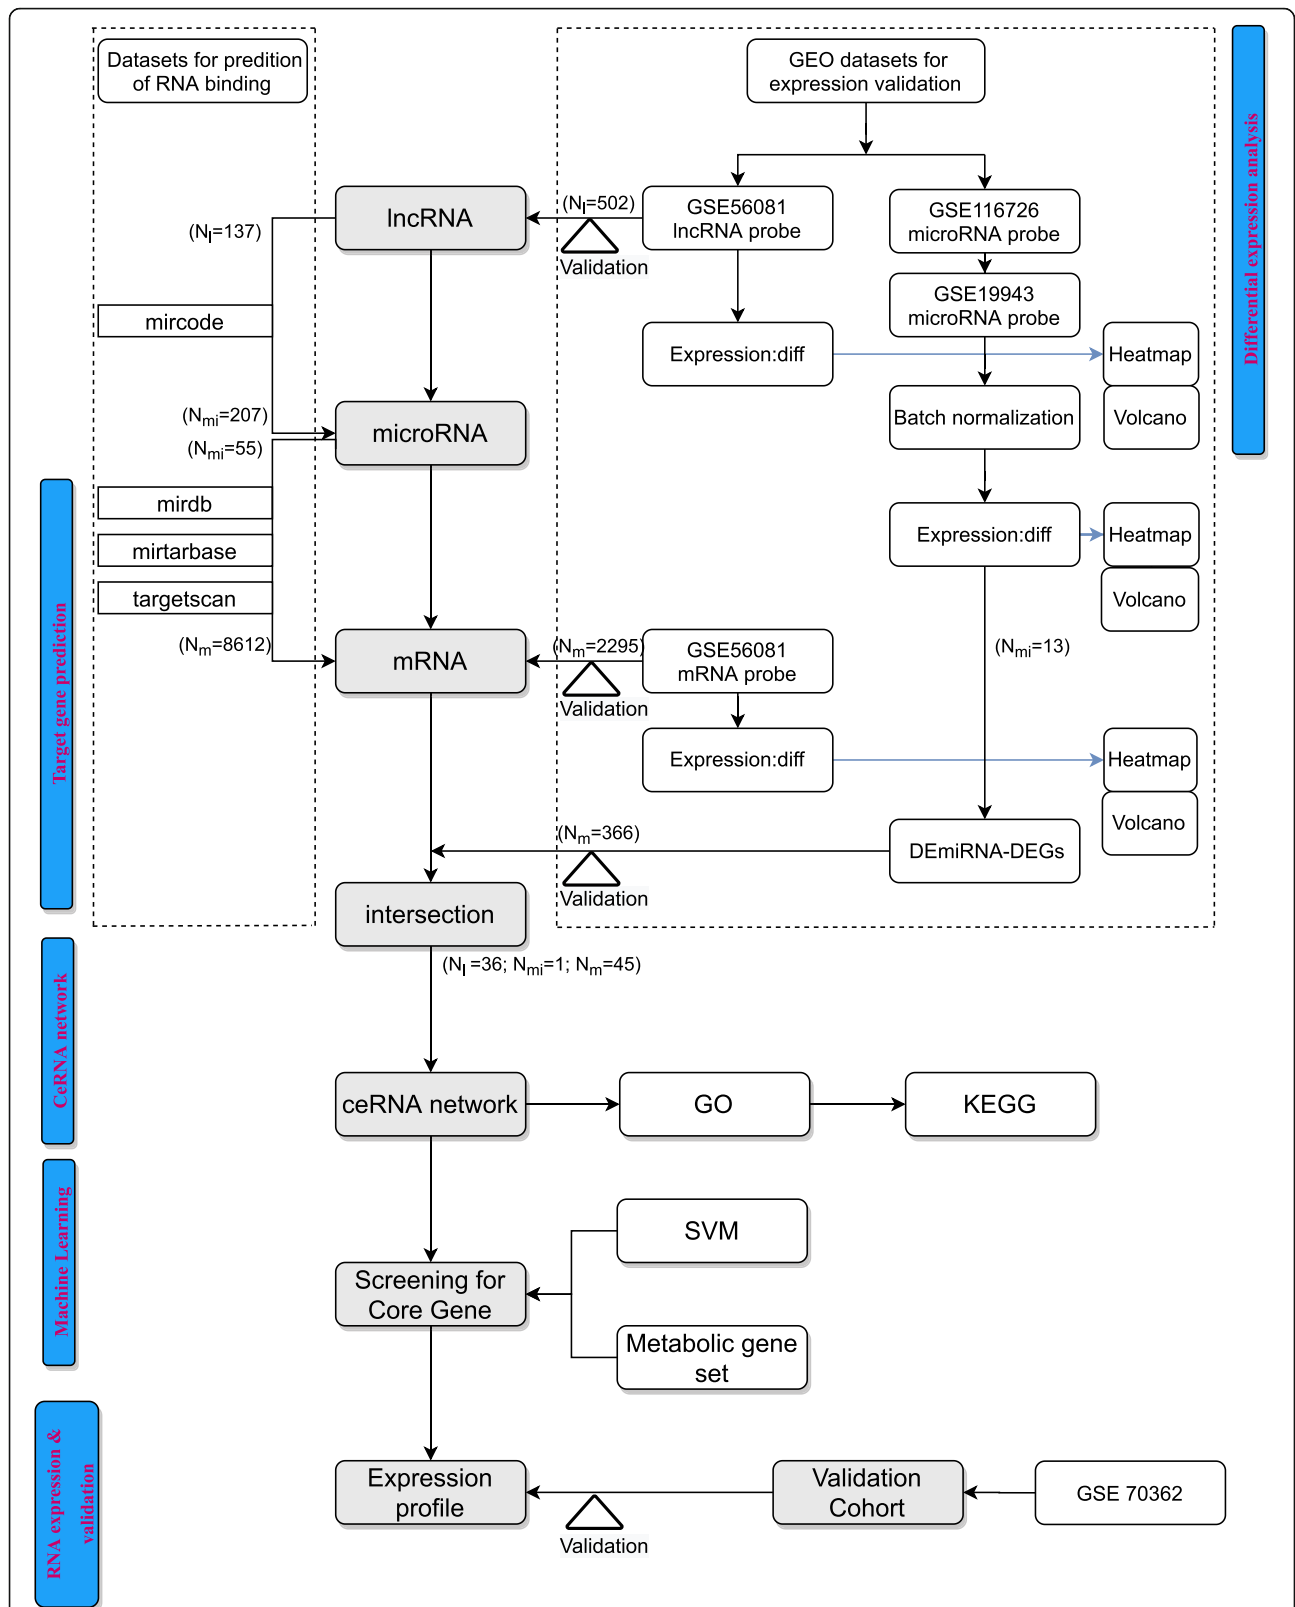 Datasets for predition
of RNA binding
GEO datasets for
expression validation
Differential expression analysis
lncRNA
(Nl=502)
Validation
GSE56081
lncRNA probe
GSE116726
microRNA probe
(Nl=137)
mircode
GSE19943
microRNA probe
Expression:diff
Heatmap
Volcano
(Nmi=207)
(Nmi=55)
microRNA
Batch normalization
mirdb
mirtarbase
targetscan
Expression:diff
Heatmap
Volcano
Target gene prediction
(Nm=8612)
mRNA
(Nm=2295)
Validation
GSE56081
mRNA probe
(Nmi=13)
Expression:diff
Heatmap
Volcano
(Nm=366)
Validation
DEmiRNA-DEGs
intersection
(Nl =36; Nmi=1; Nm=45)
CeRNA network
ceRNA network
GO
KEGG
Machine Learning
SVM
Screening for
Core Gene
Metabolic gene
set
RNA expression &
validation
Expression
profile
Validation
Validation
Cohort
GSE 70362